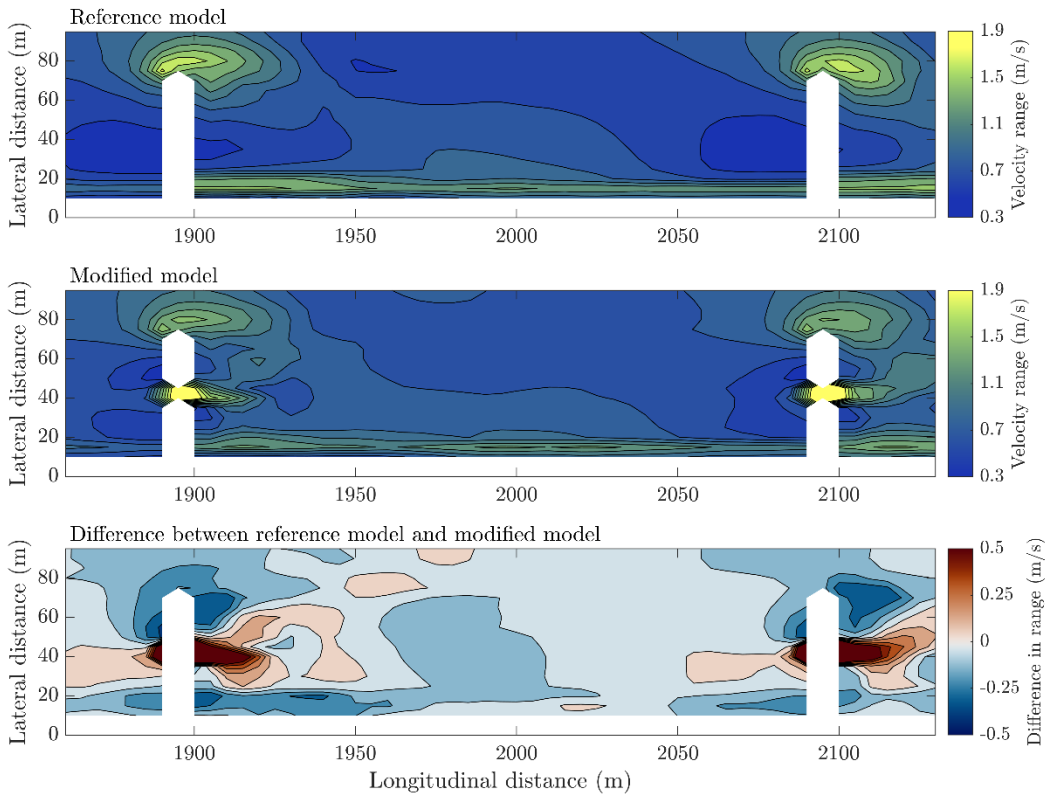 Reference model
Lateral distance (m)
80
60
40
20
0
1900 1950 2000 2050 2100
1.9
1.5
1.1
0.7
0.3
Velocity range (m/s)
Modified model
Lateral distance (m)
80
60
40
20
0
1900 1950 2000 2050 2100
1.9
1.5
1.1
0.7
0.3
Velocity range (m/s)
Difference between reference model and modified model
Lateral distance (m)
80
60
40
20
0
1900 1950 2000 2050 2100
Longitudinal distance (m)
0.5
0.25
0
-0.25
-0.5
Difference in range (m/s)